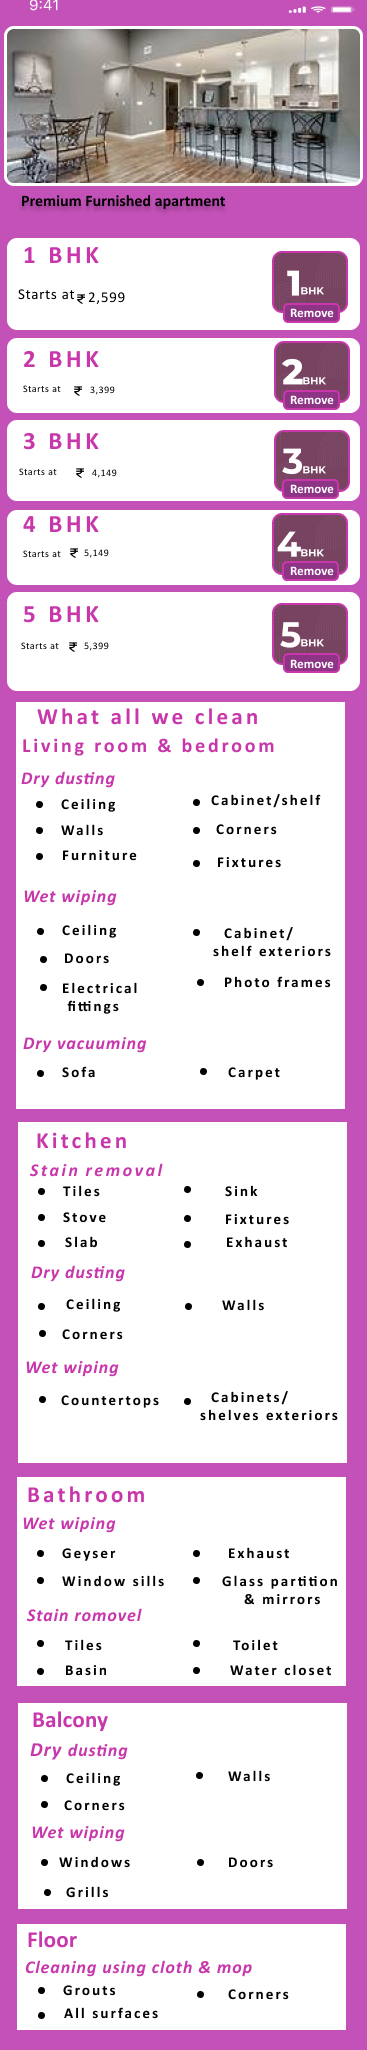 9:41
Premium Furnished apartment
1 BHK
Starts at ₹ 2,599
1BHK
Remove
2 BHK
Starts at ₹ 3,399
2BHK
Remove
3 BHK
Starts at ₹ 4,149
3BHK
Remove
4 BHK
Starts at ₹ 5,149
4BHK
Remove
5 BHK
Starts at ₹ 5,399
5BHK
Remove
What all we clean
Living room & bedroom
Dry dusting
• Ceiling • Cabinet/shelf
• Walls • Corners
• Furniture • Fixtures
Wet wiping
• Ceiling • Cabinet/
shelf exteriors
• Doors
• Electrical • Photo frames
fittings
Dry vacuuming
• Sofa • Carpet
Kitchen
Stain removal
• Tiles • Sink
• Stove • Fixtures
• Slab • Exhaust
Dry dusting
• Ceiling • Walls
• Corners
Wet wiping
• Countertops • Cabinets/
shelves exteriors
Bathroom
Wet wiping
• Geyser • Exhaust
• Window sills • Glass partition
& mirrors
Stain romovel
• Tiles • Toilet
• Basin • Water closet
Balcony
Dry dusting
• Ceiling • Walls
• Corners
Wet wiping
• Windows • Doors
• Grills
Floor
Cleaning using cloth & mop
• Grouts • Corners
• All surfaces